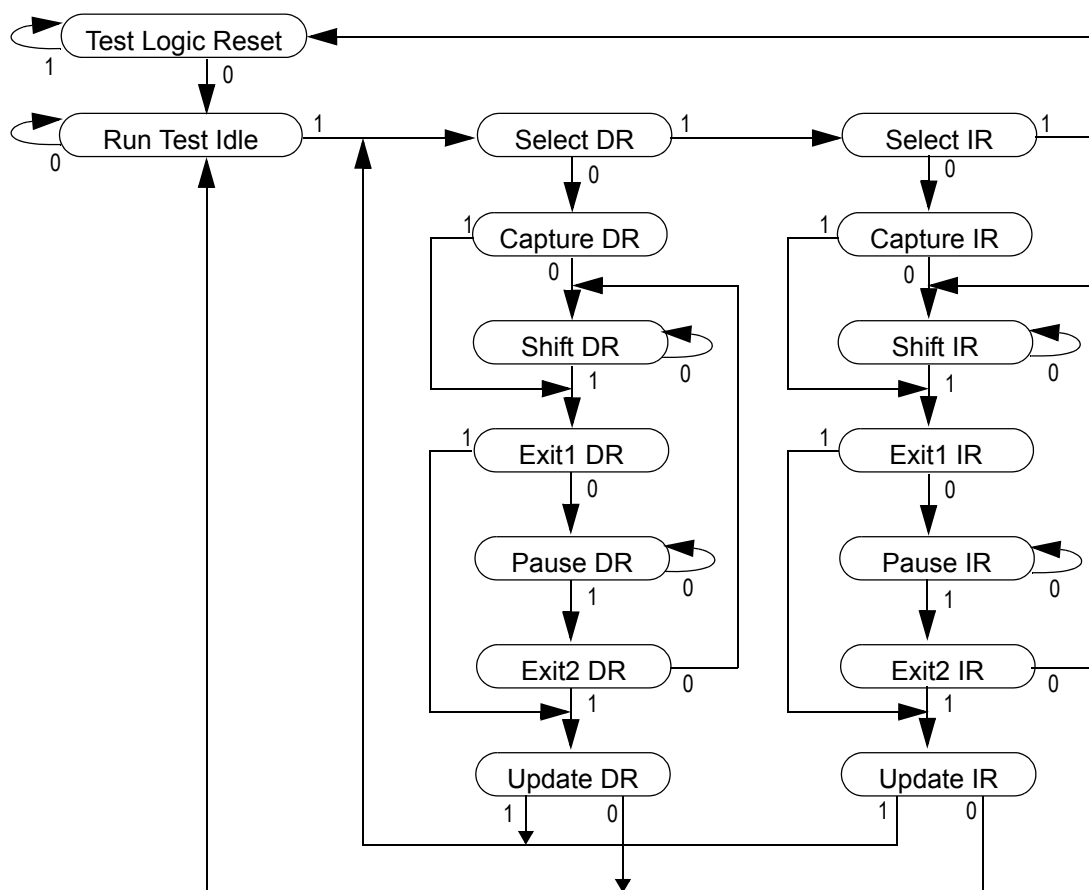 Test Logic Reset
1
0
Run Test Idle
1
0
Select DR
1
0
Select IR
1
0
1
Capture DR
0
1
Capture IR
0
Shift DR
0
1
Shift IR
0
1
1
Exit1 DR
0
1
Exit1 IR
0
Pause DR
0
1
Pause IR
0
1
Exit2 DR
0
1
Exit2 IR
0
1
Update DR
1
0
Update IR
1
0